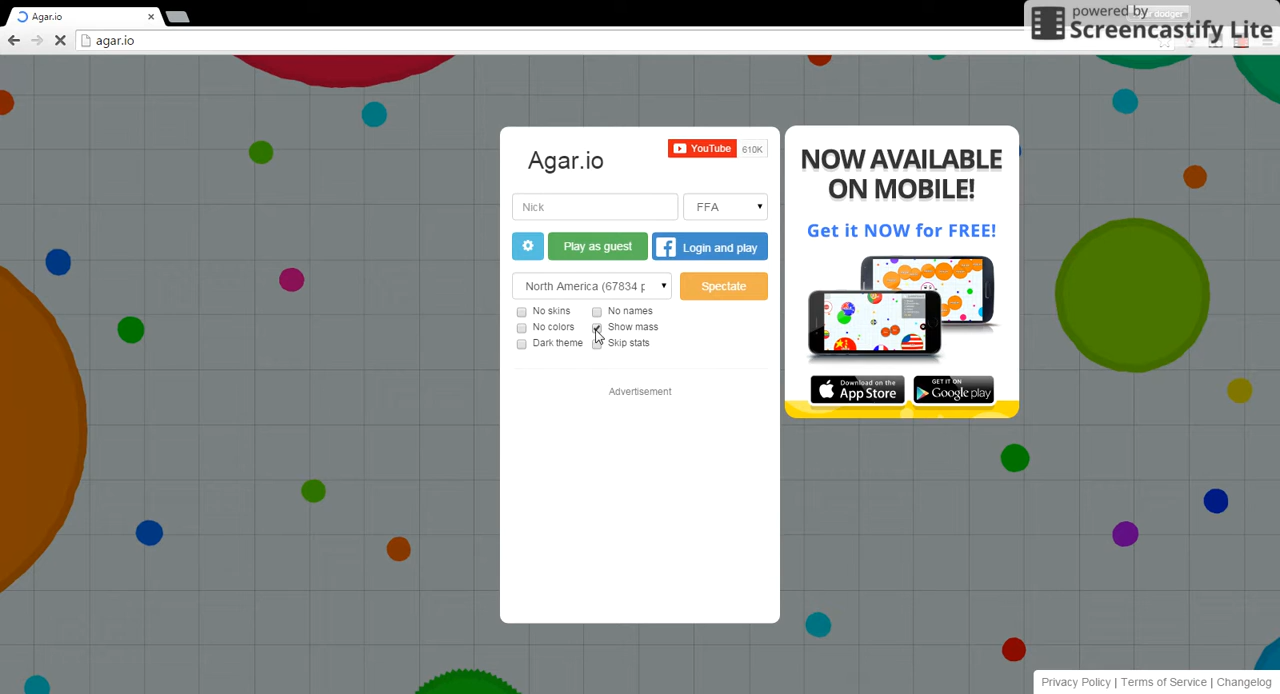 Agar.io
powered by
Screencastify Lite
dodger
agar.io
Agar.io
YouTube
610K
Nick
FFA
Play as guest
Login and play
North America (67834 p
Spectate
No skins
No names
No colors
Show mass
Dark theme
Skip stats
Advertisement
NOW AVAILABLE
ON MOBILE!
Get it NOW for FREE!
Download on the
App Store
GET IT ON
Google play
Privacy Policy | Terms of Service | Changelog